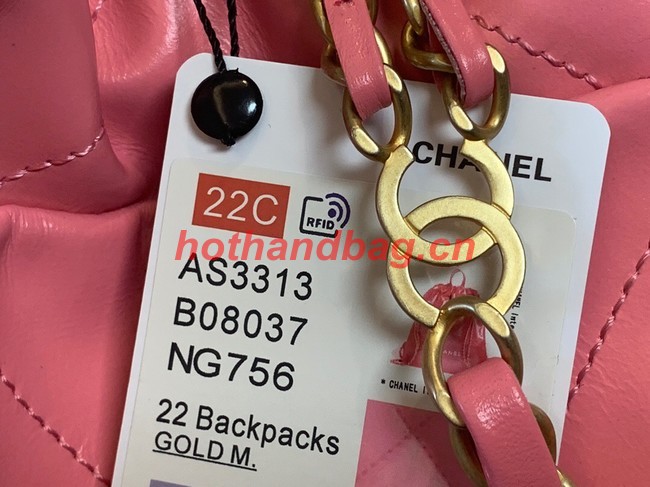 CHANEL
22C
RFID
hothandbag.cn
AS3313
B08037
NG756
* CHANEL
22 Backpacks
GOLD M.